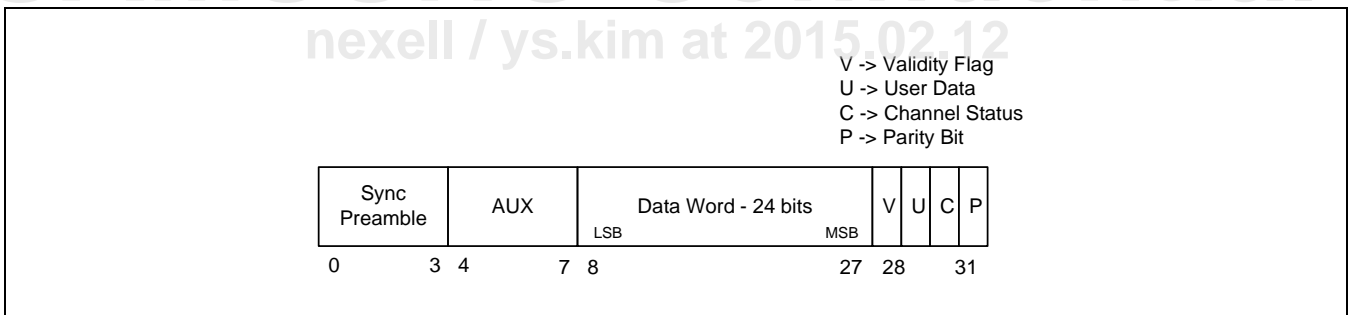 nexell / ys.kim at 2015.02.12
V -> Validity Flag
U -> User Data
C -> Channel Status
P -> Parity Bit
Sync
Preamble
AUX
Data Word - 24 bits
LSB
MSB
V
U
C
P
0
3
4
7
8
27
28
31